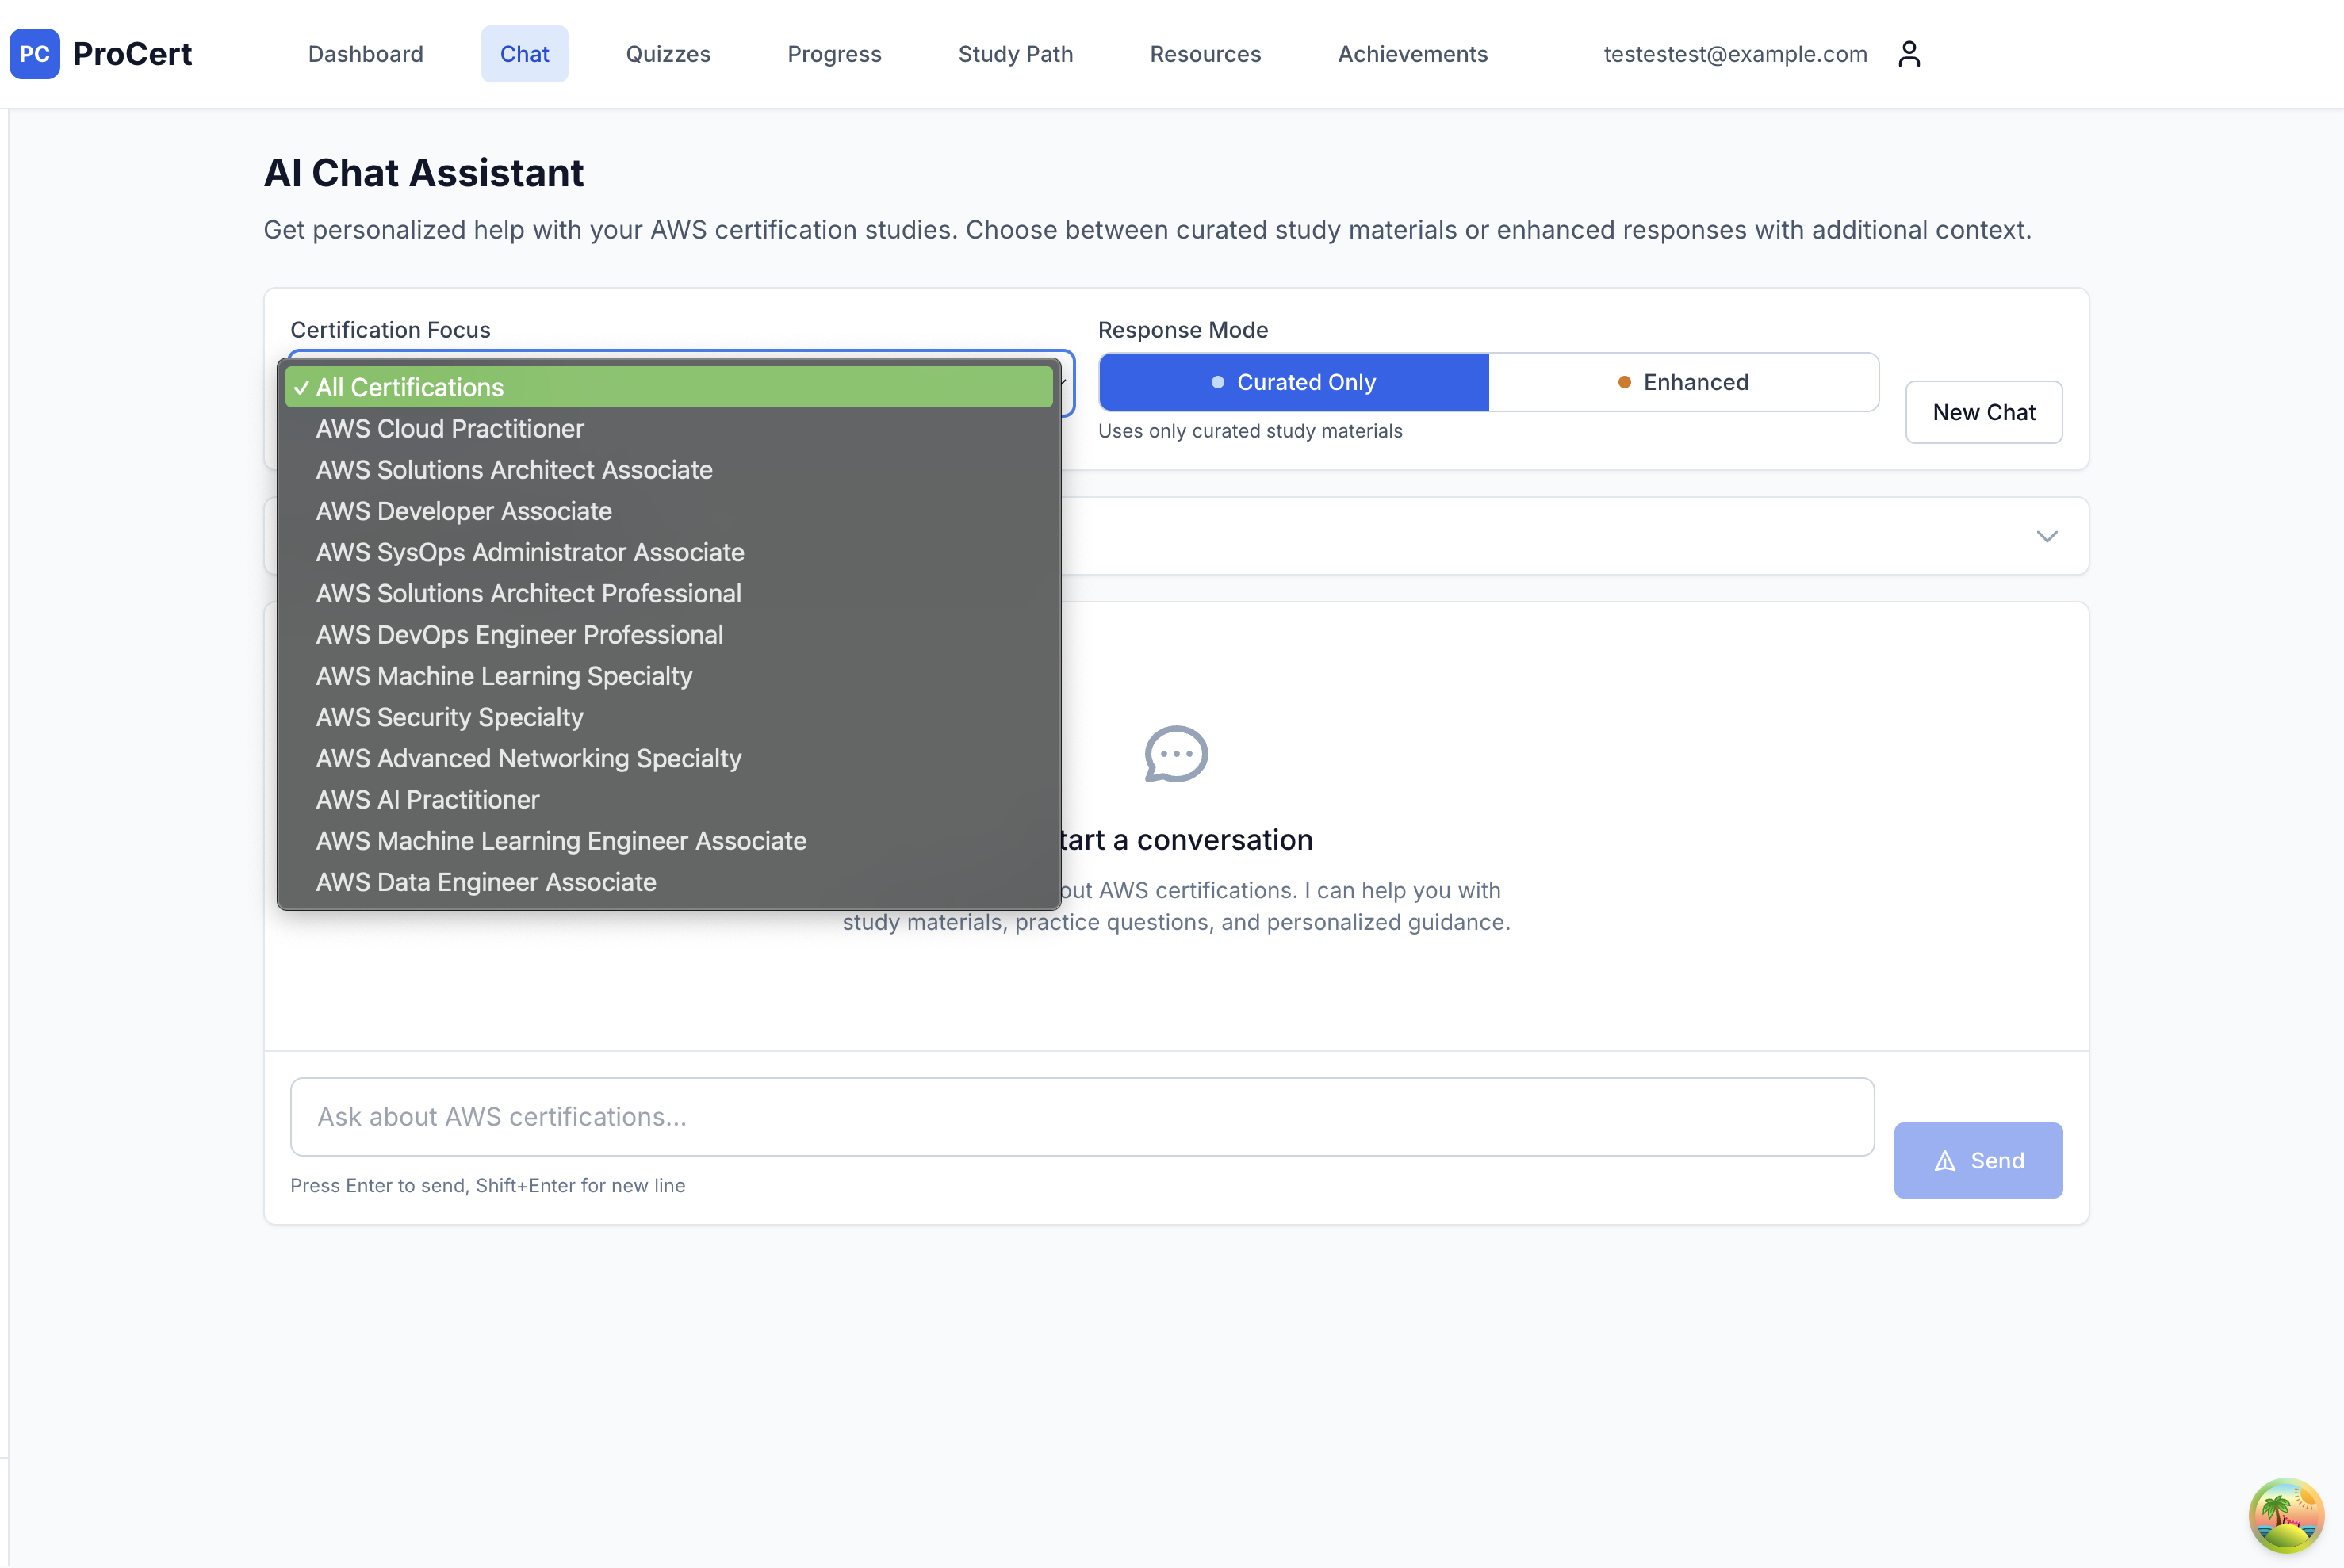 PC ProCert Dashboard Chat Quizzes Progress Study Path Resources Achievements testestest@example.com
AI Chat Assistant
Get personalized help with your AWS certification studies. Choose between curated study materials or enhanced responses with additional context.
Certification Focus
Response Mode
All Certifications
AWS Cloud Practitioner
AWS Solutions Architect Associate
AWS Developer Associate
AWS SysOps Administrator Associate
AWS Solutions Architect Professional
AWS DevOps Engineer Professional
AWS Machine Learning Specialty
AWS Security Specialty
AWS Advanced Networking Specialty
AWS AI Practitioner
AWS Machine Learning Engineer Associate
AWS Data Engineer Associate
Curated Only Enhanced
Uses only curated study materials
New Chat
tart a conversation
out AWS certifications. I can help you with
study materials, practice questions, and personalized guidance.
Ask about AWS certifications...
Press Enter to send, Shift+Enter for new line
Send